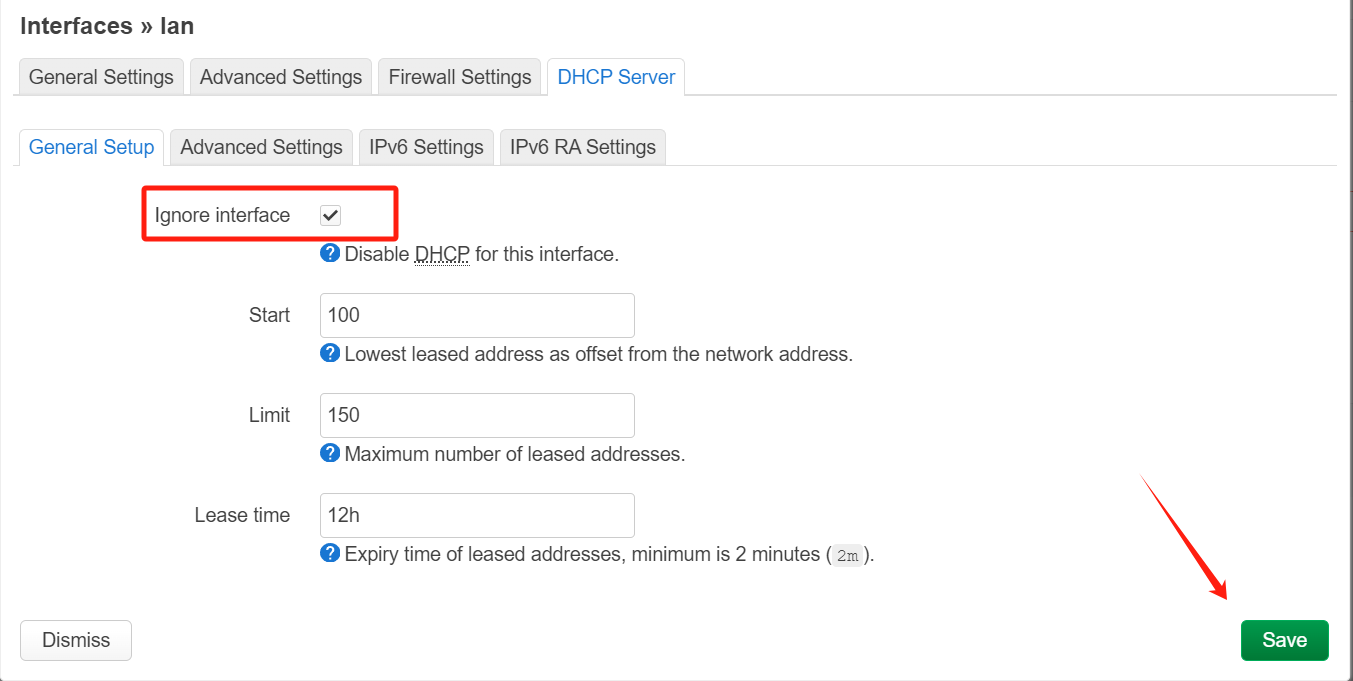 Interfaces » lan
General Settings Advanced Settings Firewall Settings DHCP Server
General Setup Advanced Settings IPv6 Settings IPv6 RA Settings
Ignore interface
Disable DHCP for this interface.
Start 100
Lowest leased address as offset from the network address.
Limit 150
Maximum number of leased addresses.
Lease time 12h
Expiry time of leased addresses, minimum is 2 minutes (2m).
Dismiss Save